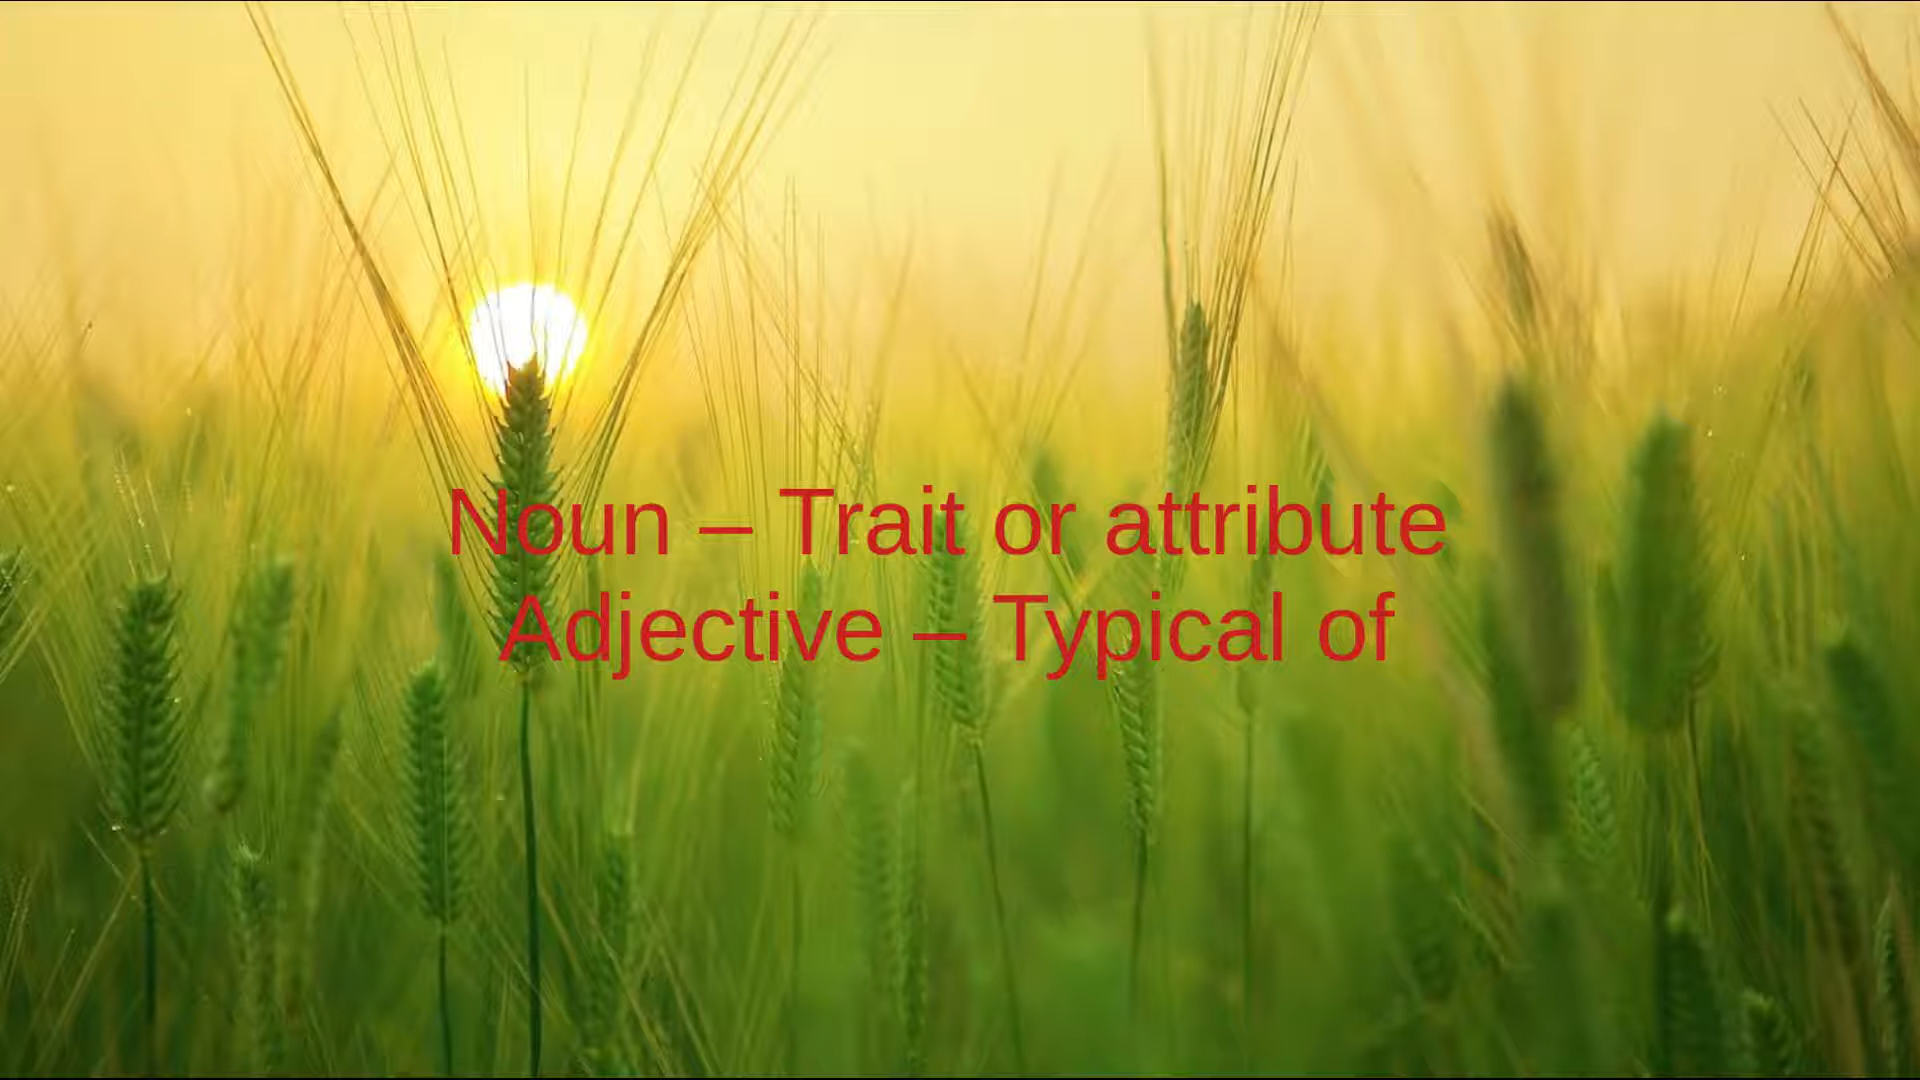 Noun – Trait or attribute
Adjective – Typical of